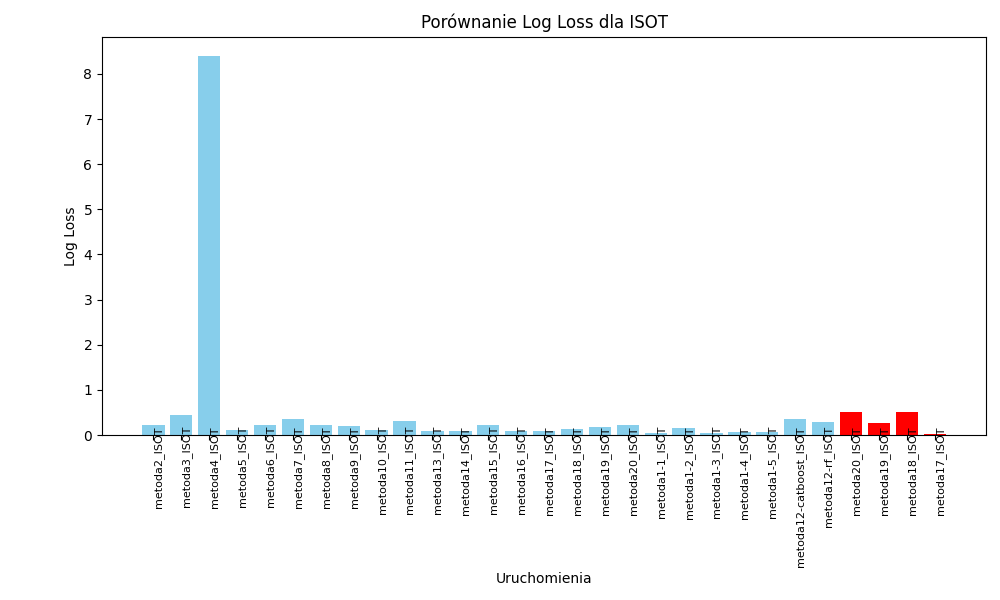 Porównanie Log Loss dla ISOT
Log Loss
8
7
6
5
4
3
2
1
0
metoda2_ISOT
metoda3_ISOT
metoda4_ISOT
metoda5_ISOT
metoda6_ISOT
metoda7_ISOT
metoda8_ISOT
metoda9_ISOT
metoda10_ISOT
metoda11_ISOT
metoda13_ISOT
metoda14_ISOT
metoda15_ISOT
metoda16_ISOT
metoda17_ISOT
metoda18_ISOT
metoda19_ISOT
metoda20_ISOT
metoda1-1_ISOT
metoda1-2_ISOT
metoda1-3_ISOT
metoda1-4_ISOT
metoda1-5_ISOT
metoda12-catboost_ISOT
metoda12-rf_ISOT
metoda20_ISOT
metoda19_ISOT
metoda18_ISOT
metoda17_ISOT
Uruchomienia